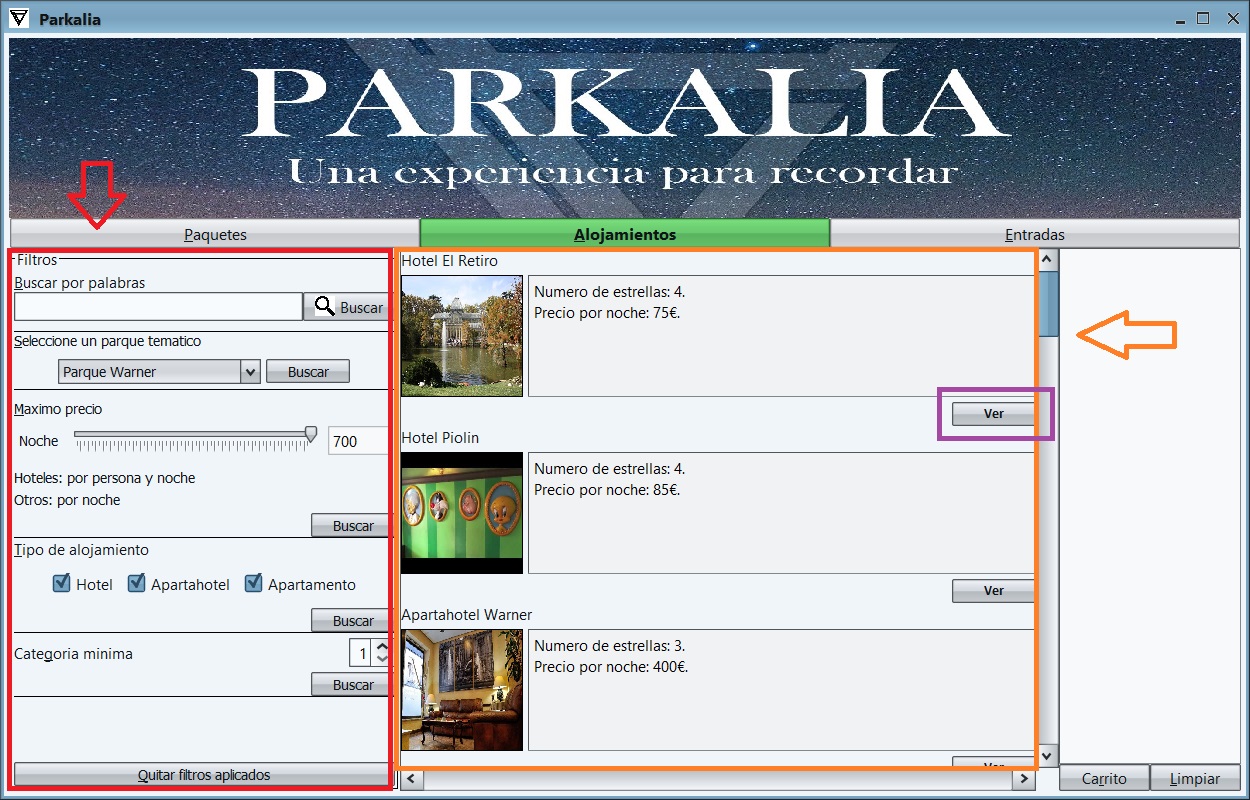 Parkalia
PARKALIA
Una experiencia para recordar
Paquetes
Alojamientos
Entradas
Filtros
Buscar por palabras
Buscar
Seleccione un parque tematico
Parque Warner
Buscar
Maximo precio
Noche
700
Hoteles: por persona y noche
Otros: por noche
Buscar
Tipo de alojamiento
Hotel
Apartahotel
Apartamento
Buscar
Categoria minima
1
Buscar
Quitar filtros aplicados
Hotel El Retiro
Numero de estrellas: 4.
Precio por noche: 75€.
Ver
Hotel Piolin
Numero de estrellas: 4.
Precio por noche: 85€.
Ver
Apartahotel Warner
Numero de estrellas: 3.
Precio por noche: 400€.
Ver
Carrito
Limpiar